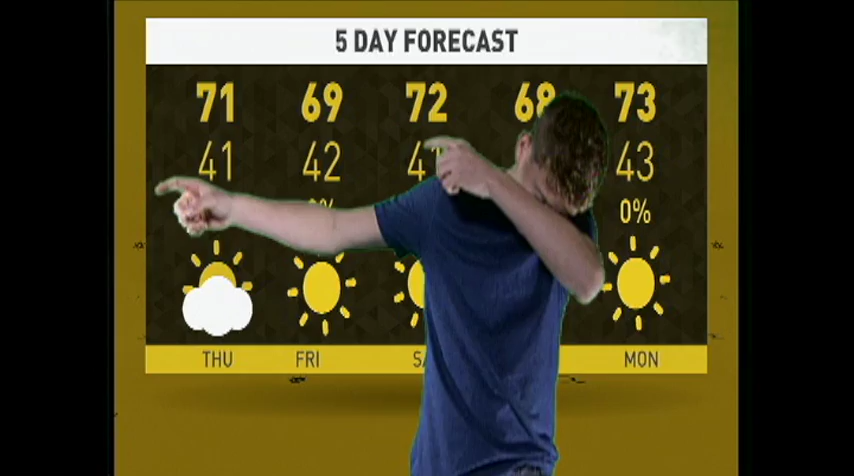 5 DAY FORECAST
71 69 72 68 73
41 42 43
0%
THU FRI MON